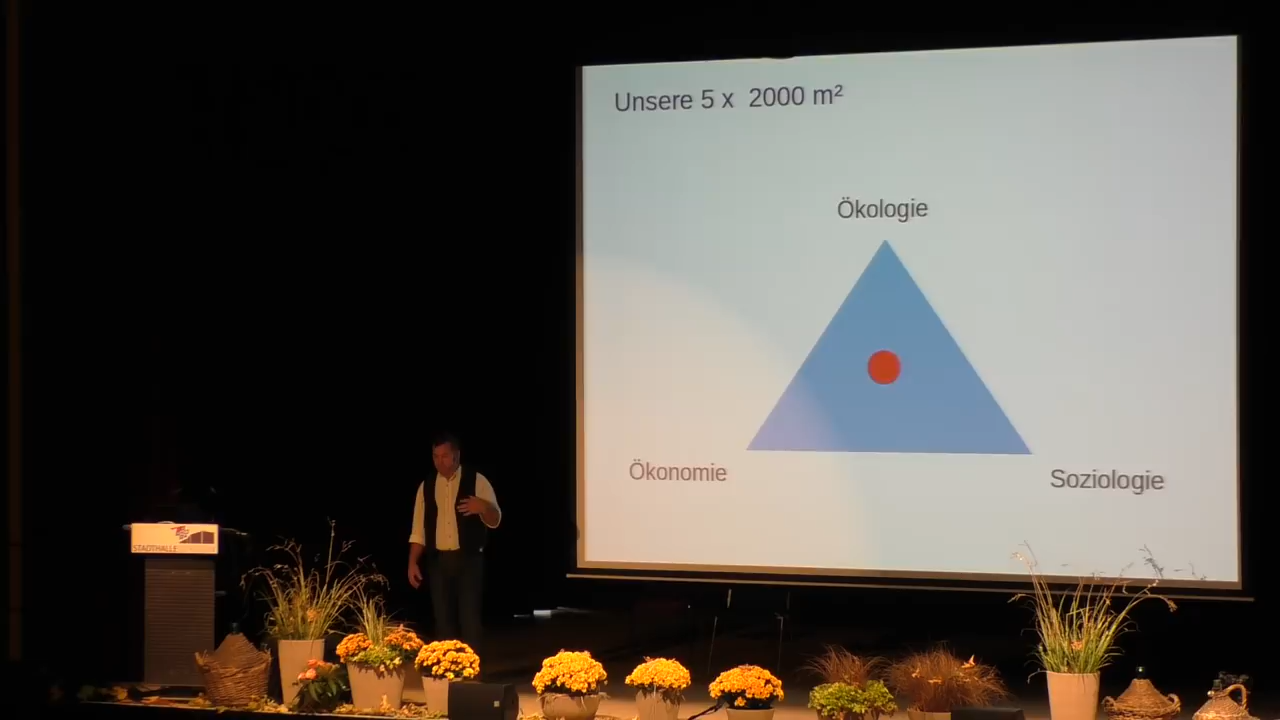 Unsere 5 x 2000 m²
Ökologie
Ökonomie
Soziologie
STADTHALLE